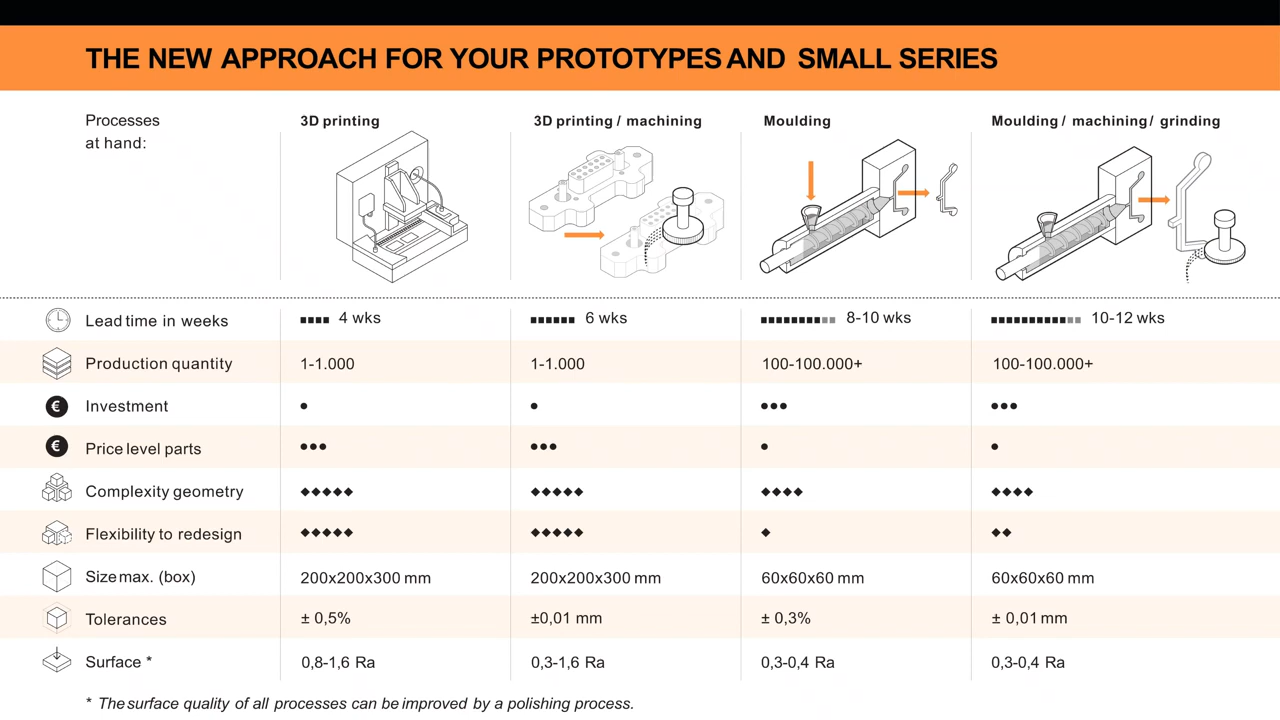 THE NEW APPROACH FOR YOUR PROTOTYPES AND SMALL SERIES
Processes
at hand:
3D printing
3D printing / machining
Moulding
Moulding / machining / grinding
Lead time in weeks
4 wks
6 wks
8-10 wks
10-12 wks
Production quantity
1-1.000
1-1.000
100-100.000+
100-100.000+
€
Investment
€
Price level parts
Complexity geometry
Flexibility to redesign
Size max. (box)
200x200x300 mm
200x200x300 mm
60x60x60 mm
60x60x60 mm
Tolerances
± 0,5%
±0,01 mm
± 0,3%
± 0,01 mm
Surface *
0,8-1,6 Ra
0,3-1,6 Ra
0,3-0,4 Ra
0,3-0,4 Ra
* The surface quality of all processes can be improved by a polishing process.